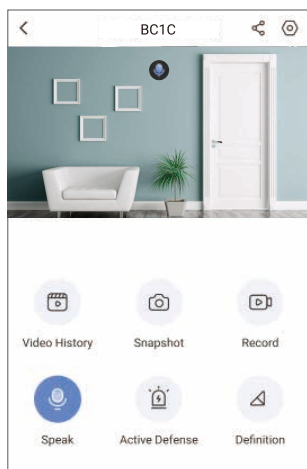 BC1C
Video History
Snapshot
Record
Speak
Active Defense
Definition